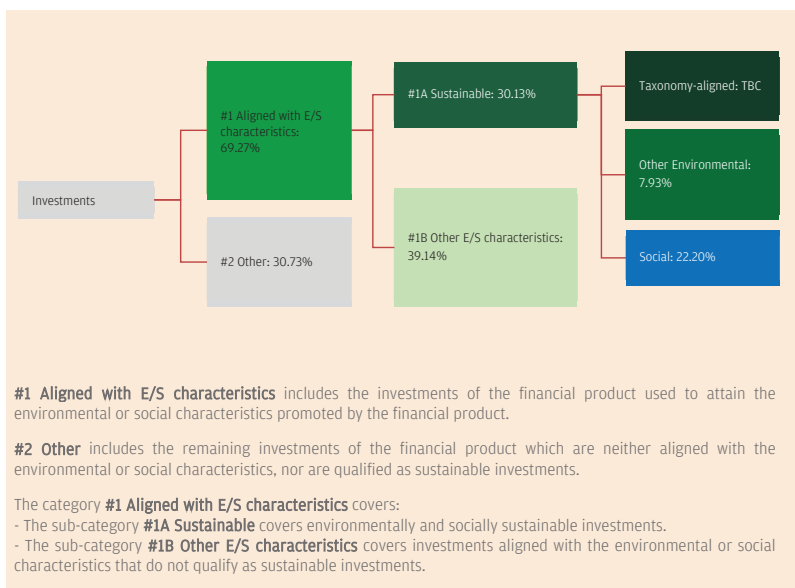 Investments
#1 Aligned with E/S
characteristics:
69.27%
#2 Other: 30.73%
#1A Sustainable: 30.13%
#1B Other E/S characteristics:
39.14%
Taxonomy-aligned: TBC
Other Environmental:
7.93%
Social: 22.20%
#1 Aligned with E/S characteristics includes the investments of the financial product used to attain the
environmental or social characteristics promoted by the financial product.
#2 Other includes the remaining investments of the financial product which are neither aligned with the
environmental or social characteristics, nor are qualified as sustainable investments.
The category #1 Aligned with E/S characteristics covers:
- The sub-category #1A Sustainable covers environmentally and socially sustainable investments.
- The sub-category #1B Other E/S characteristics covers investments aligned with the environmental or social
characteristics that do not qualify as sustainable investments.